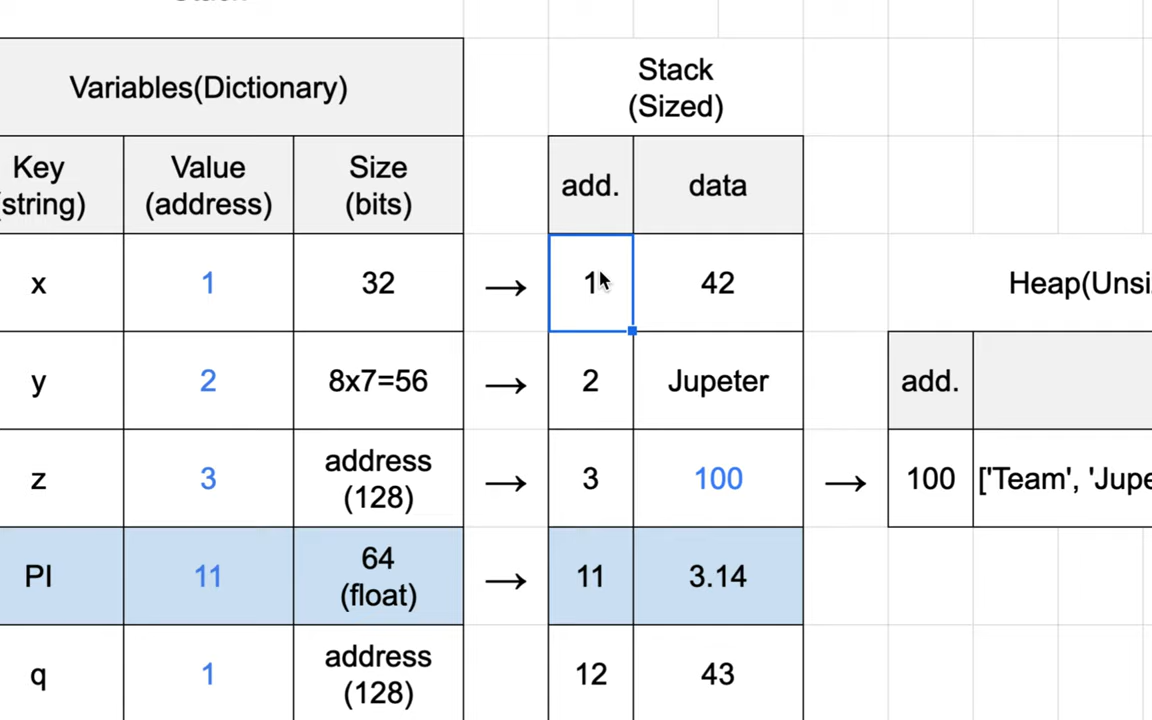 Variables(Dictionary)
Stack
(Sized)
Key
(string)
Value
(address)
Size
(bits)
add.
data
x
1
32
→
1
42
Heap(Unsi
y
2
8x7=56
→
2
Jupeter
add.
z
3
address
(128)
→
3
100
→
100
['Team', 'Jupe
PI
11
64
(float)
→
11
3.14
q
1
address
(128)
12
43